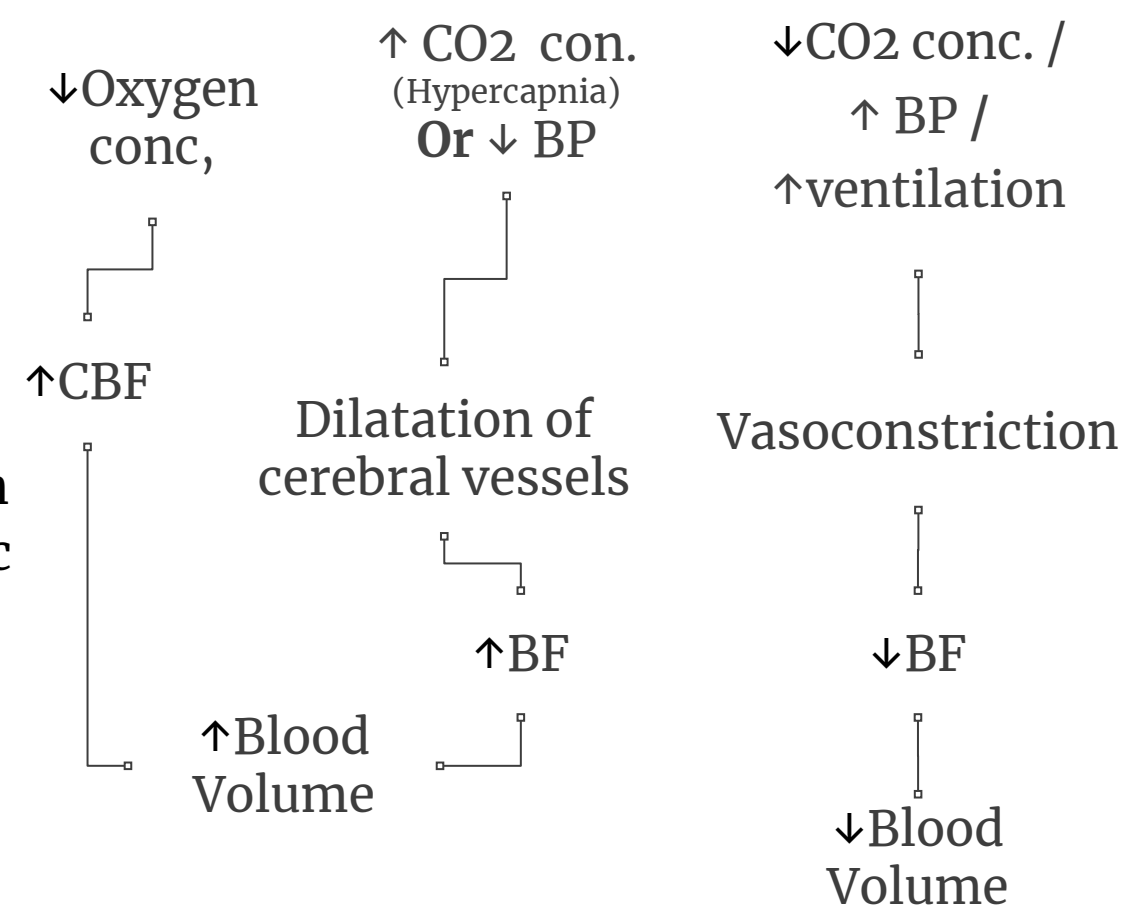 ↓Oxygen
conc,
↑CBF
↑ CO2 con.
(Hypercapnia)
Or ↓ BP
Dilatation of
cerebral vessels
↑BF
↑Blood
Volume
↓CO2 conc. /
↑ BP /
↑ventilation
Vasoconstriction
↓BF
↓Blood
Volume